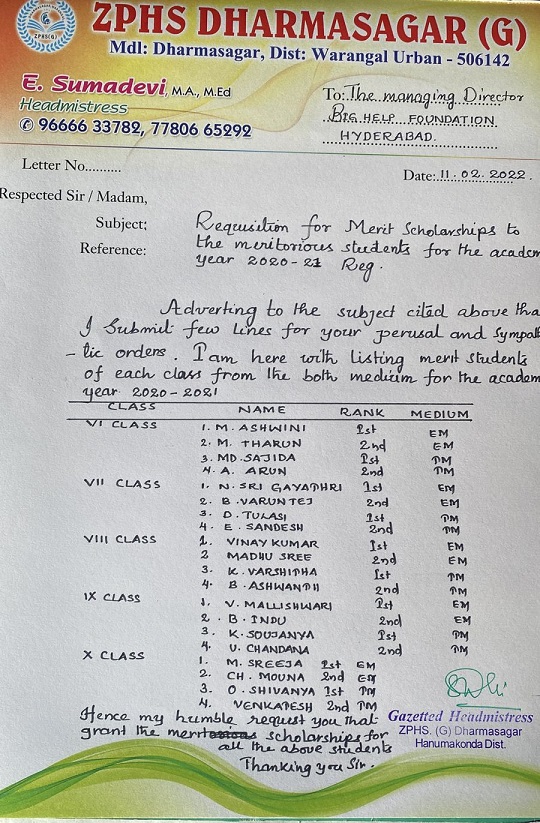 ZPHS(G)
ZPHS DHARMASAGAR (G)
Mdl: Dharmasagar, Dist: Warangal Urban - 506142
E. Sumadevi, M.A., M.Ed
Headmistress
✆ 96666 33782, 77806 65292
To: The managing Director
BIG HELP FOUNDATION
HYDERABAD.
Letter No..........
Date: 11.02.2022.
Respected Sir / Madam,
Subject; Requisition for Merit Scholarships to
Reference: the meritorious students for the academ
year 2020-21 Reg.
Adverting to the subject cited above tha
I Submit few lines for your perusal and sympath
-tic orders. I am here with listing merit students
of each class from the both medium for the academ
year 2020-2021
CLASS NAME RANK MEDIUM
VI CLASS 1. M. ASHWINI 1st EM
2. M. THARUN 2nd EM
3. MD. SAJIDA 1st TM
4. A. ARUN 2nd TM
VII CLASS 1. N. SRI GAYATHRI 1st EM
2. B. VARUN TEJ 2nd EM
3. D. TULASI 1st TM
4. E. SANDESH 2nd TM
VIII CLASS 1. VINAY KUMAR 1st EM
2 MADHU SREE 2nd EM
3. K. VARSHITHA 1st TM
4. B. ASHWANTH 2nd TM
IX CLASS 1. V. MALLISHWARI 1st EM
2. B. INDU 2nd EM
3. K. SOUJANYA 1st TM
4. U. CHANDANA 2nd TM
X CLASS 1. M. SREEJA 1st EM
2. CH. MOUNA 2nd EM
3. O. SHIVANYA 1st TM
4. VENKATESH 2nd TM
Hence my humble request you that
grant the merit scholarships for
all the above students
Thanking you Sir.
Gazetted Headmistress
ZPHS. (G) Dharmasagar
Hanumakonda Dist.